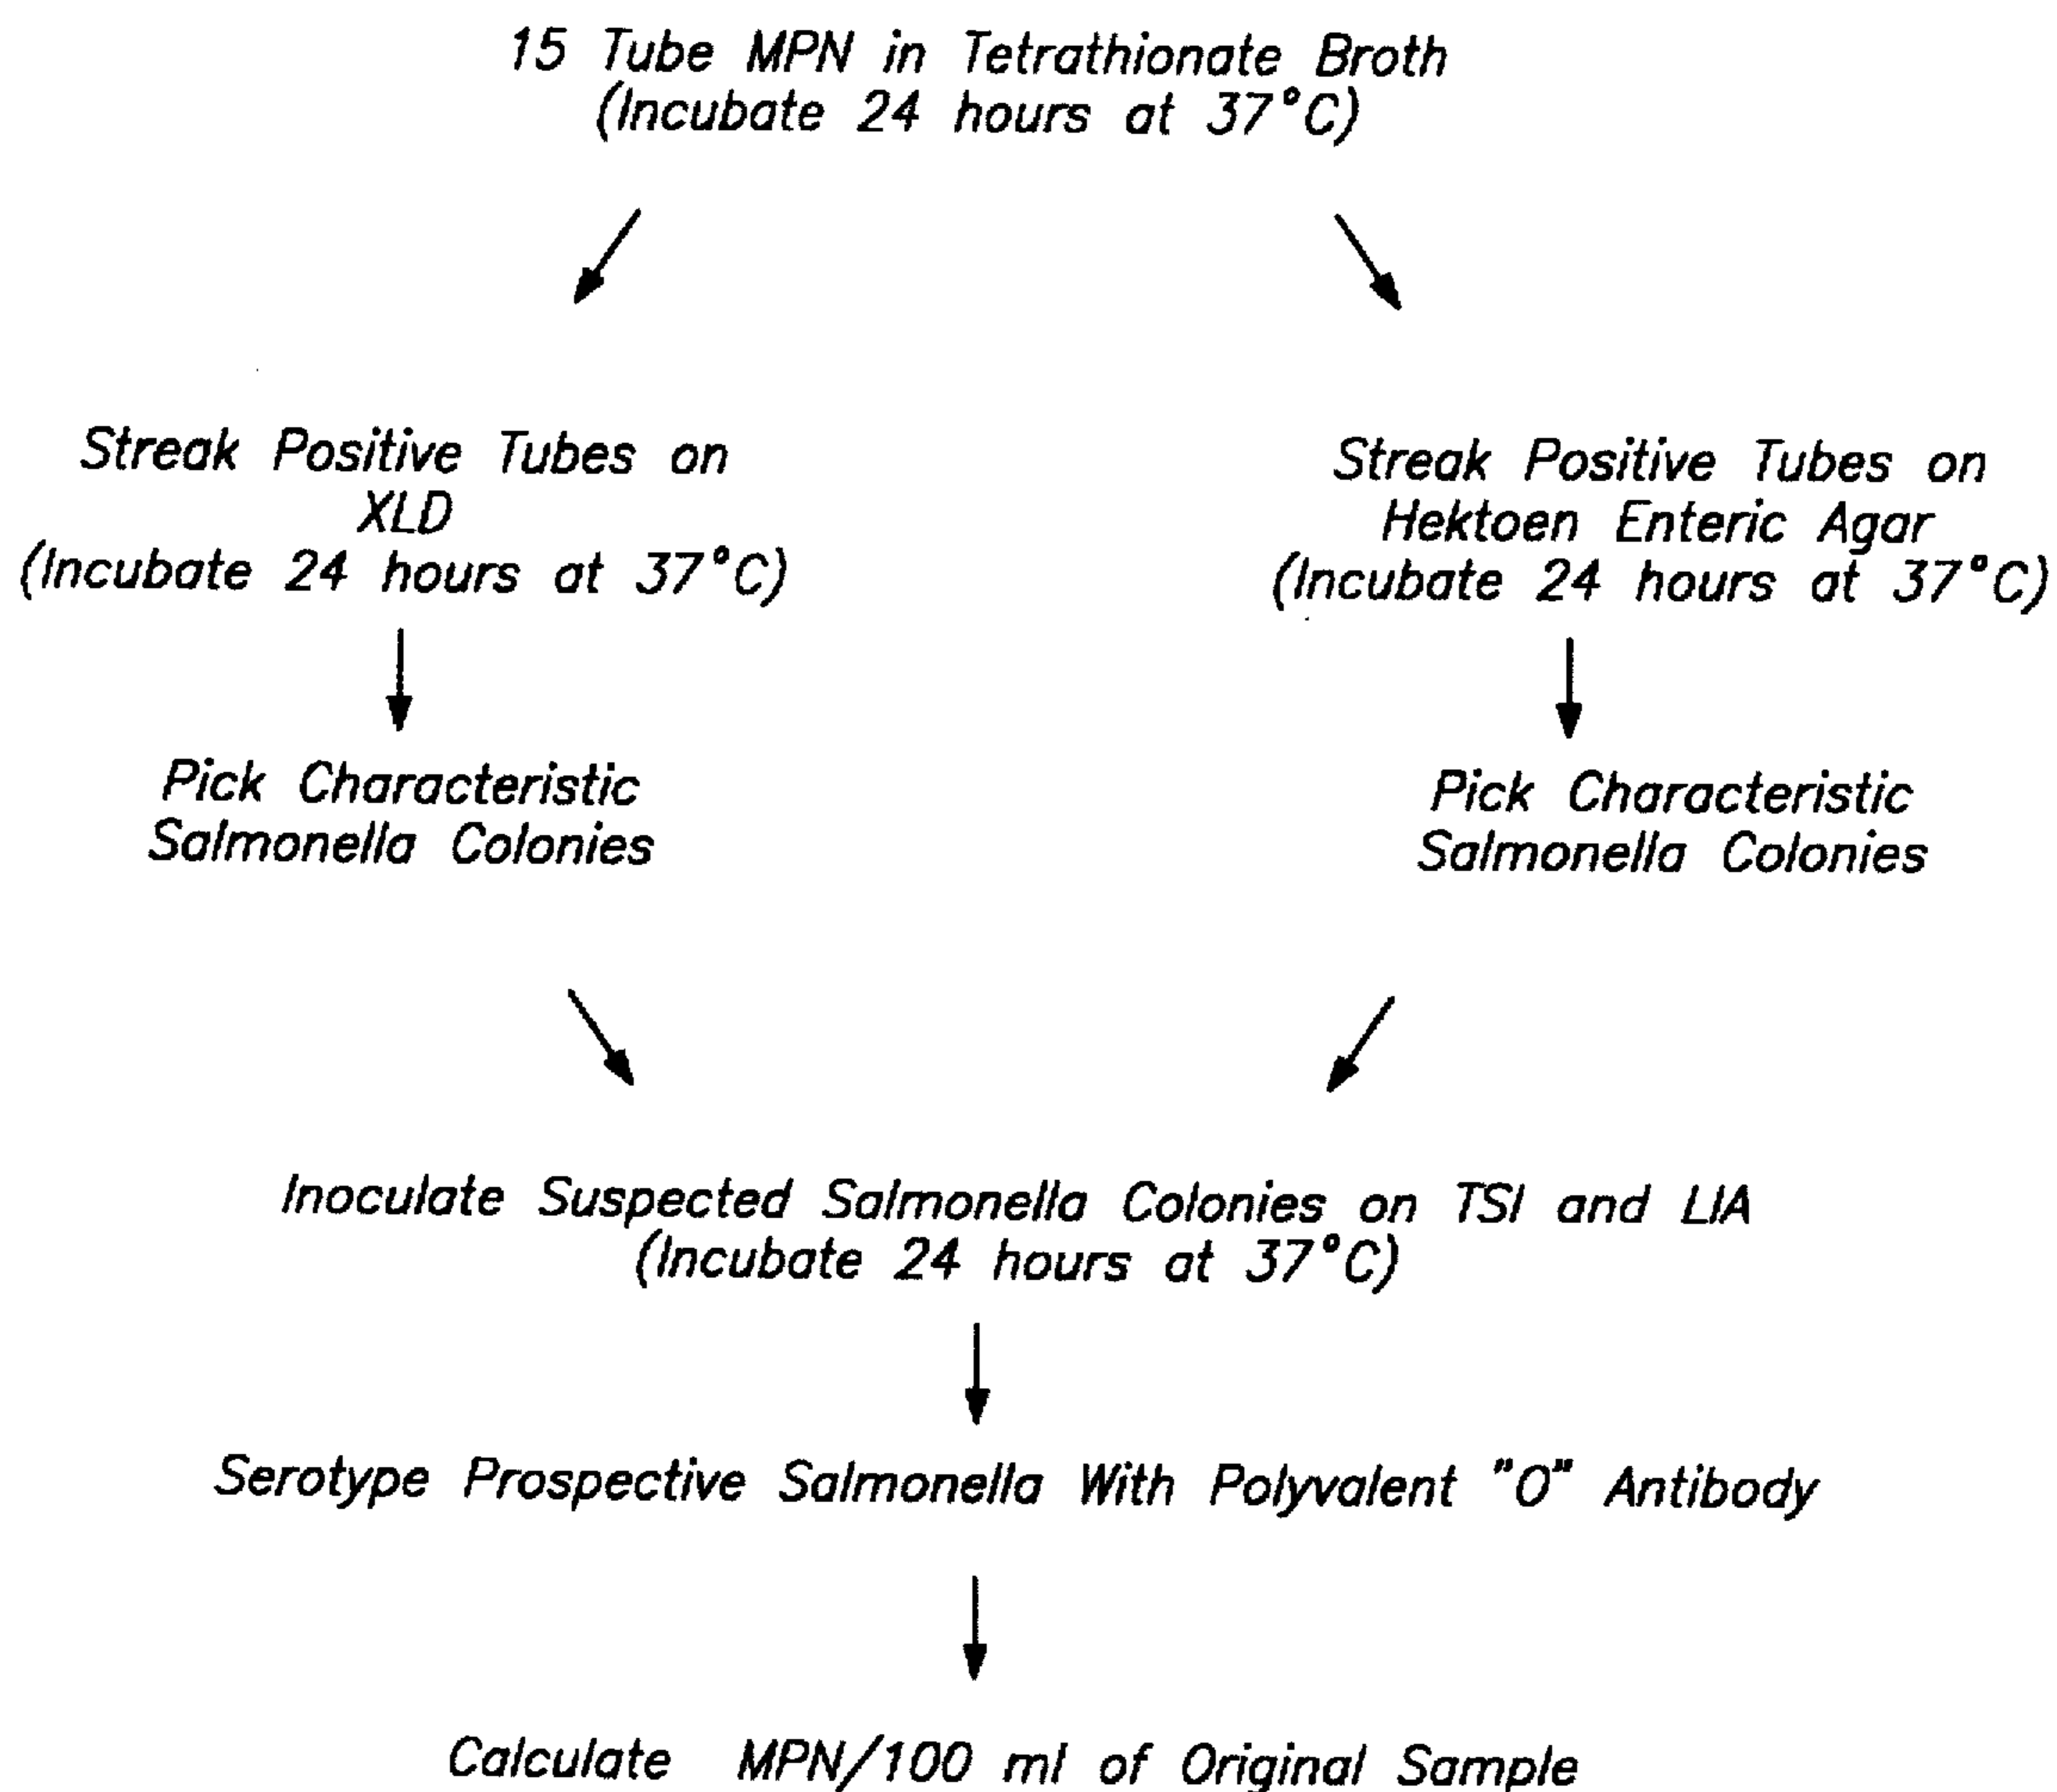 15 Tube MPN in Tetrathionate Broth
(Incubate 24 hours at 37°C)
Streak Positive Tubes on
XLD
(Incubate 24 hours at 37°C)
Streak Positive Tubes on
Hektoen Enteric Agar
(Incubate 24 hours at 37°C)
Pick Characteristic
Salmonella Colonies
Pick Characteristic
Salmonella Colonies
Inoculate Suspected Salmonella Colonies on TSI and LIA
(Incubate 24 hours at 37°C)
Serotype Prospective Salmonella With Polyvalent "O" Antibody
Calculate MPN/100 ml of Original Sample